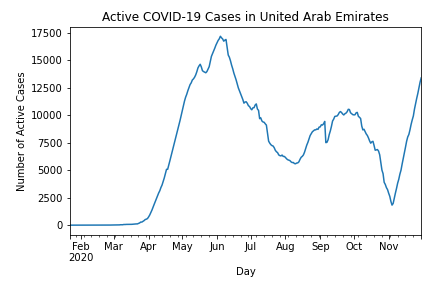 Active COVID-19 Cases in United Arab Emirates
Number of Active Cases
17500
15000
12500
10000
7500
5000
2500
0
Feb Mar Apr May Jun Jul Aug Sep Oct Nov
2020
Day